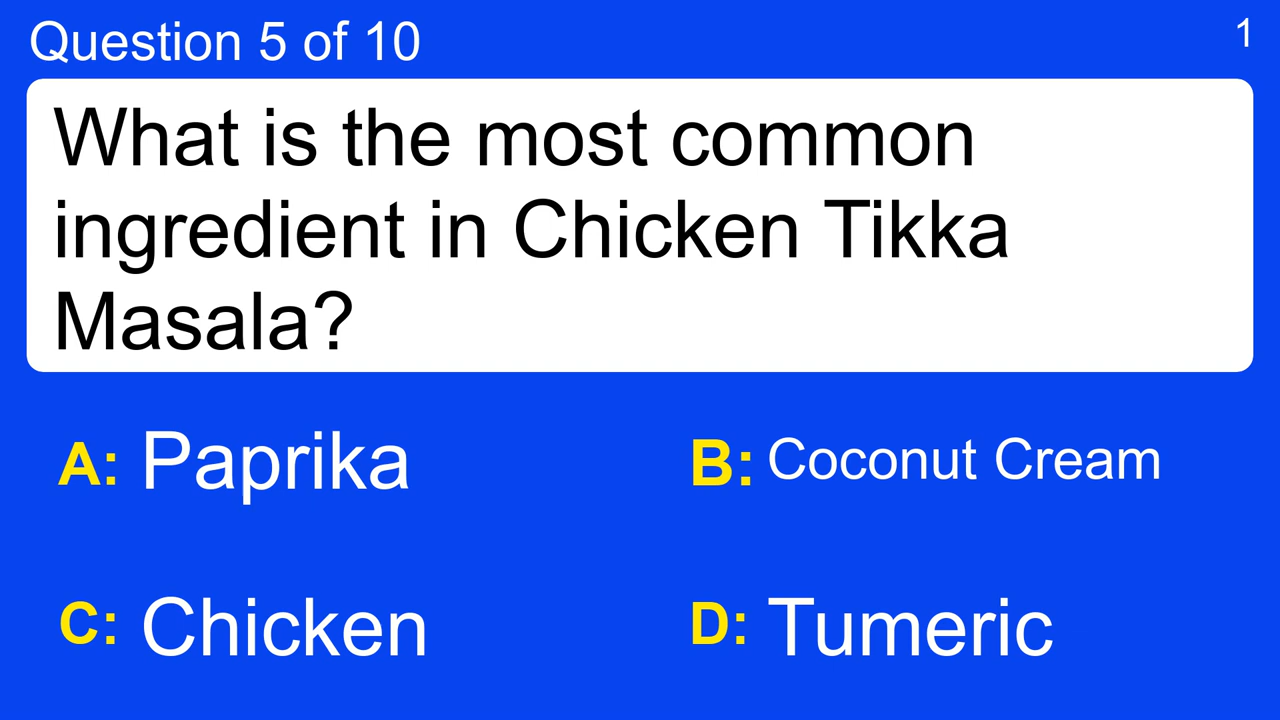 Question 5 of 10
1
What is the most common
ingredient in Chicken Tikka
Masala?
A: Paprika
B: Coconut Cream
C: Chicken
D: Tumeric